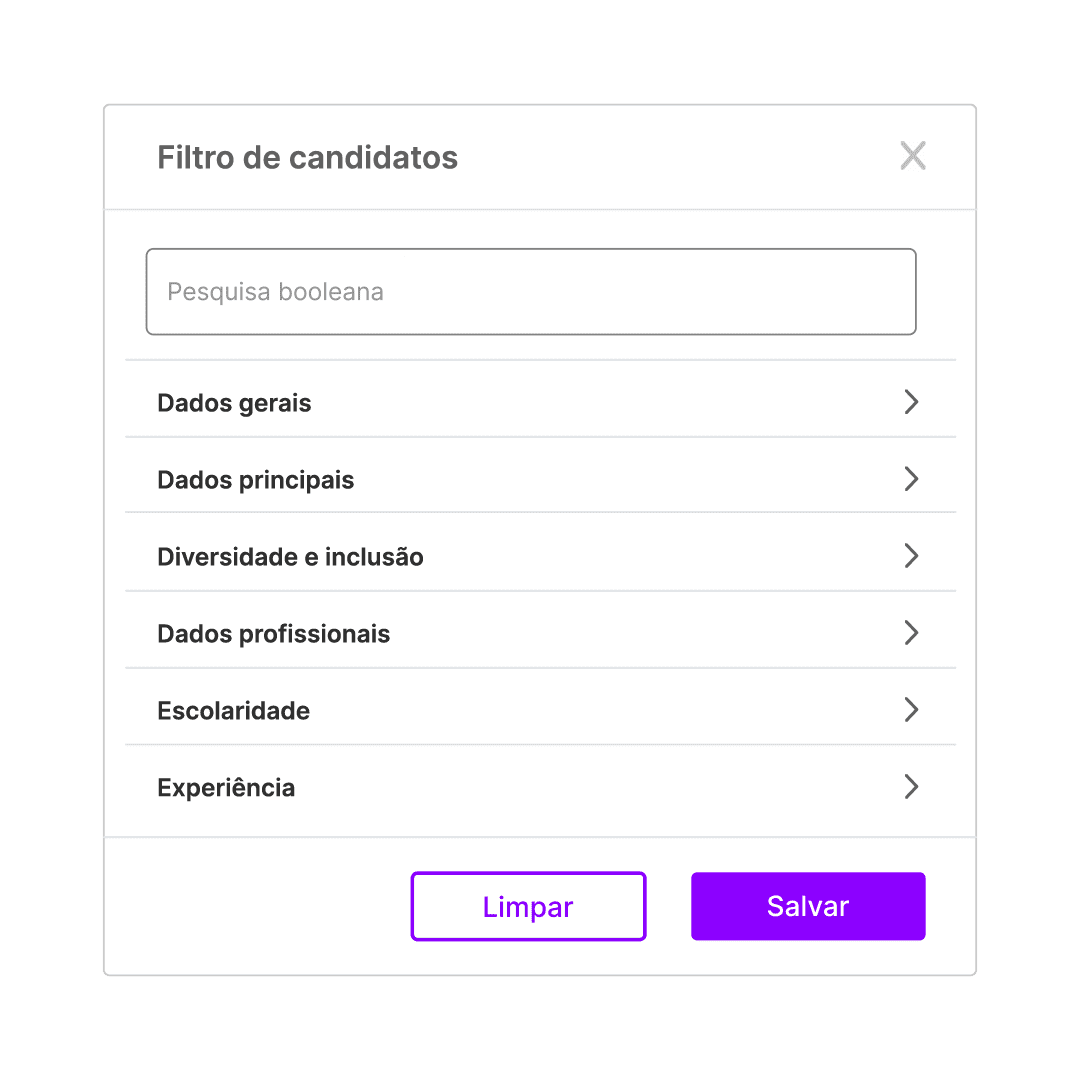 Filtro de candidatos
Pesquisa booleana
Dados gerais
Dados principais
Diversidade e inclusão
Dados profissionais
Escolaridade
Experiência
Limpar
Salvar